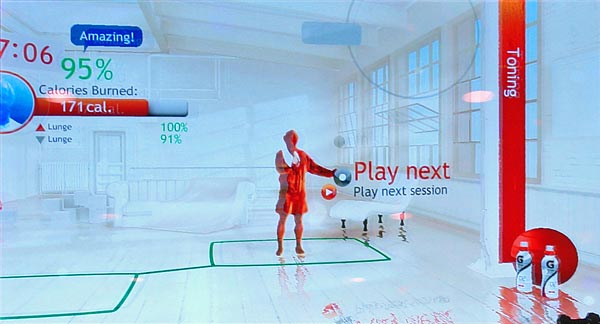 Amazing!
7:06
95%
Calories Burned:
171 cal.
Lunge 100%
Lunge 91%
Play next
Play next session
Toning
G
G